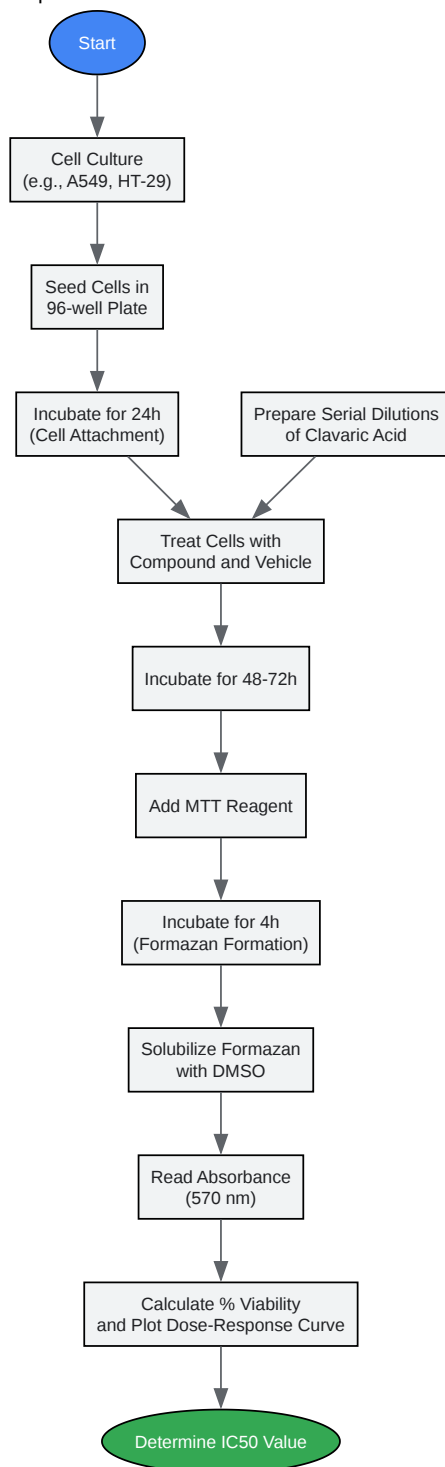 Start
Cell Culture
(e.g., A549, HT-29)
Seed Cells in
96-well Plate
Incubate for 24h
(Cell Attachment)
Prepare Serial Dilutions
of Clavaric Acid
Treat Cells with
Compound and Vehicle
Incubate for 48-72h
Add MTT Reagent
Incubate for 4h
(Formazan Formation)
Solubilize Formazan
with DMSO
Read Absorbance
(570 nm)
Calculate % Viability
and Plot Dose-Response Curve
Determine IC50 Value